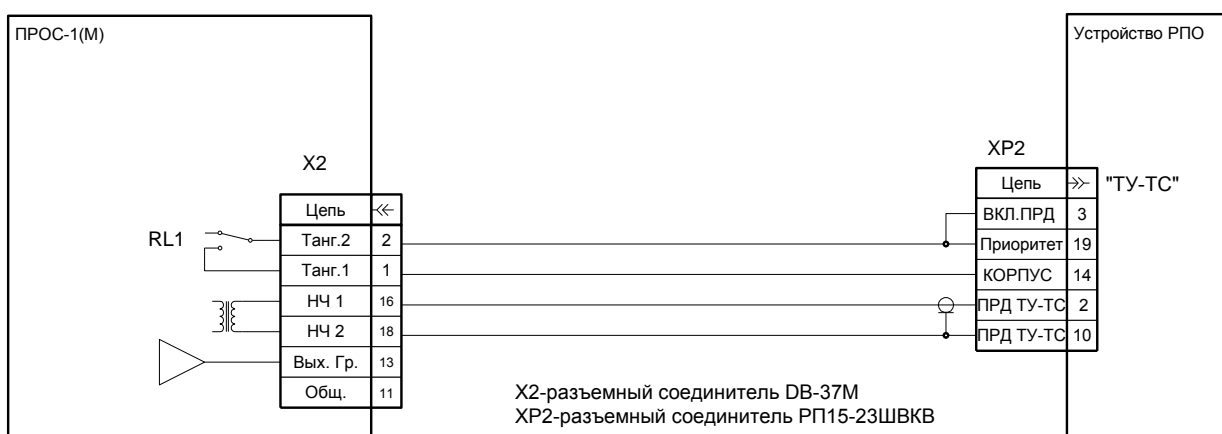 ПРОС-1(М)
Устройство РПО
X2
XP2
Цепь
Цепь
"ТУ-ТС"
ВКЛ.ПРД 3
RL1
Танг.2 2
Приоритет 19
Танг.1 1
КОРПУС 14
НЧ 1 16
ПРД ТУ-ТС 2
НЧ 2 18
ПРД ТУ-ТС 10
Вых. Гр. 13
Общ. 11
X2-разъемный соединитель DB-37M
XP2-разъемный соединитель РП15-23ШВКВ